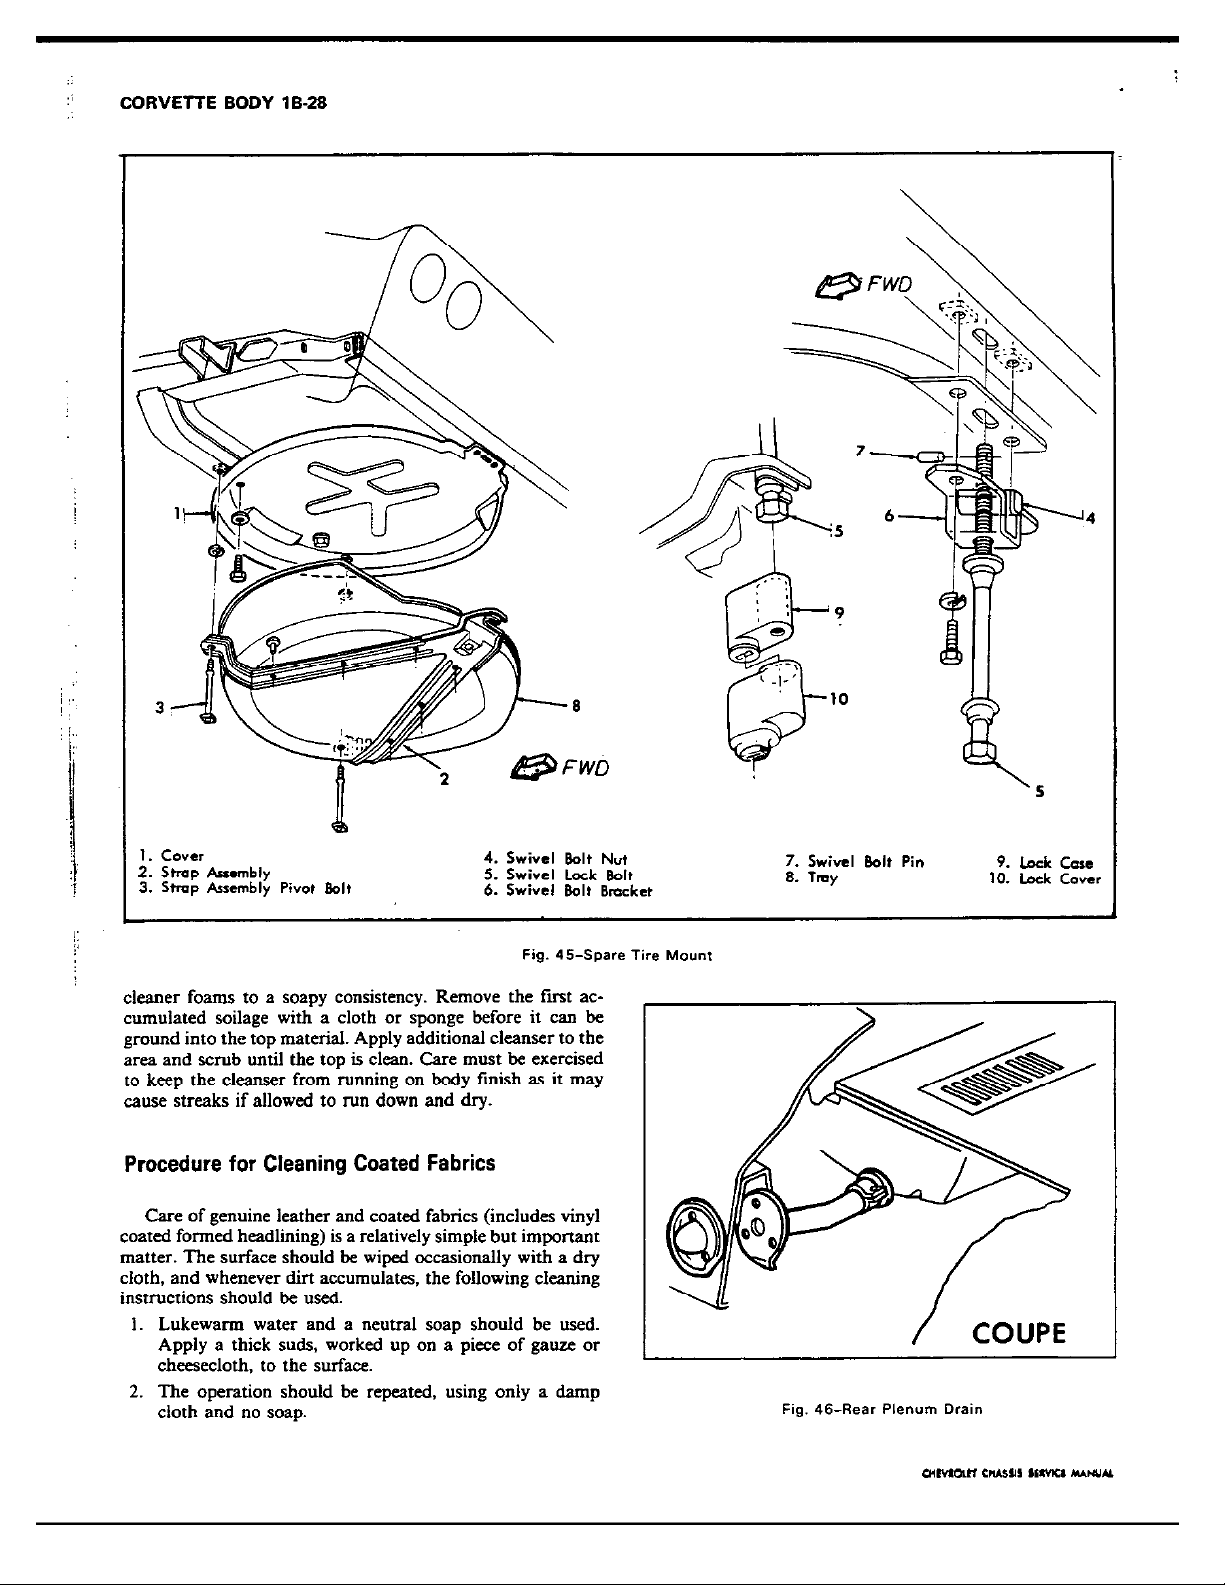 CORVETTE BODY 1B-28
FWD
1
3
2
8
FWD
5
9
10
7
6
4
5
1. Cover
2. Strap Assembly
3. Strap Assembly Pivot Bolt
4. Swivel Bolt Nut
5. Swivel Lock Bolt
6. Swivel Bolt Bracket
7. Swivel Bolt Pin
8. Tray
9. Lock Case
10. Lock Cover
Fig. 45-Spare Tire Mount
cleaner foams to a soapy consistency. Remove the first ac-
cumulated soilage with a cloth or sponge before it can be
ground into the top material. Apply additional cleanser to the
area and scrub until the top is clean. Care must be exercised
to keep the cleanser from running on body finish as it may
cause streaks if allowed to run down and dry.
Procedure for Cleaning Coated Fabrics
Care of genuine leather and coated fabrics (includes vinyl
coated formed headlining) is a relatively simple but important
matter. The surface should be wiped occasionally with a dry
cloth, and whenever dirt accumulates, the following cleaning
instructions should be used.
1. Lukewarm water and a neutral soap should be used.
Apply a thick suds, worked up on a piece of gauze or
cheesecloth, to the surface.
2. The operation should be repeated, using only a damp
cloth and no soap.
COUPE
Fig. 46-Rear Plenum Drain
CHEVROLET CHASSIS SERVICE MANUAL